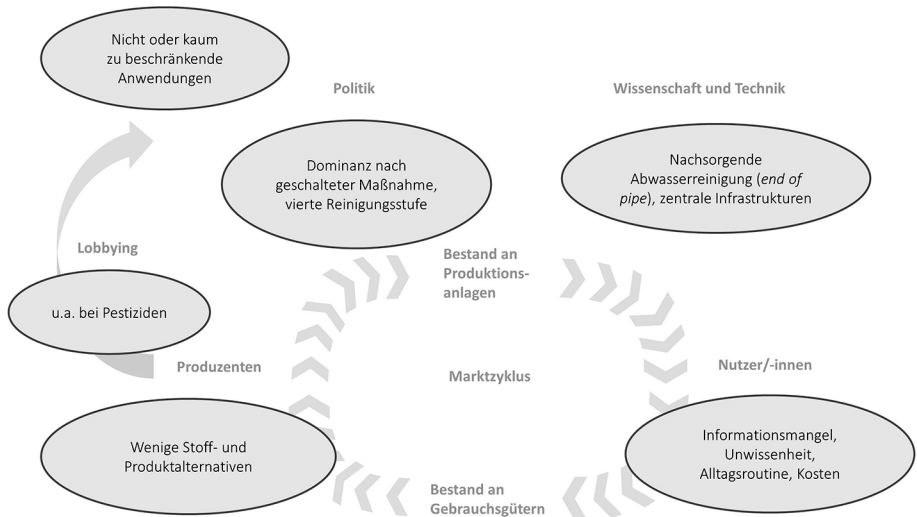 Nicht oder kaum
zu beschränkende
Anwendungen
Politik
Wissenschaft und Technik
Dominanz nach
geschalteter Maßnahme,
vierte Reinigungsstufe
Nachsorgende
Abwasserreinigung (end of
pipe), zentrale Infrastrukturen
Lobbying
Bestand an
Produktions-
anlagen
u.a. bei Pestiziden
Produzenten
Marktzyklus
Nutzer/-innen
Wenige Stoff- und
Produktalternativen
Informationsmangel,
Unwissenheit,
Alltagsroutine, Kosten
Bestand an
Gebrauchsgütern